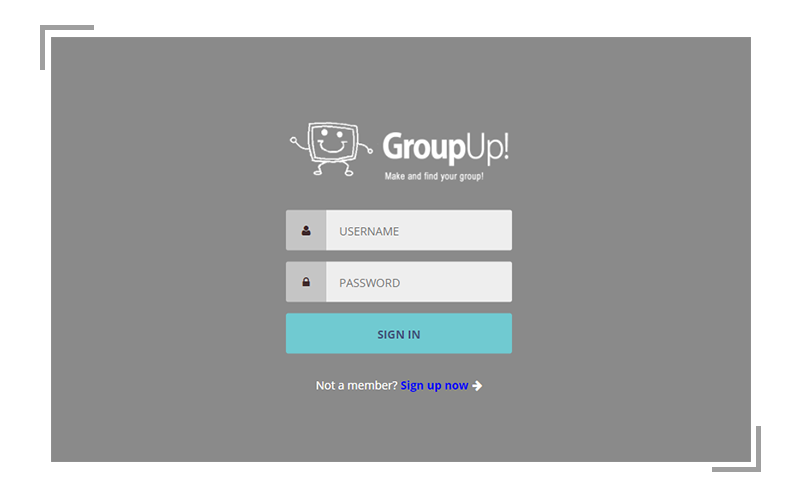 GroupUp!
Make and find your group!
USERNAME
PASSWORD
SIGN IN
Not a member? Sign up now